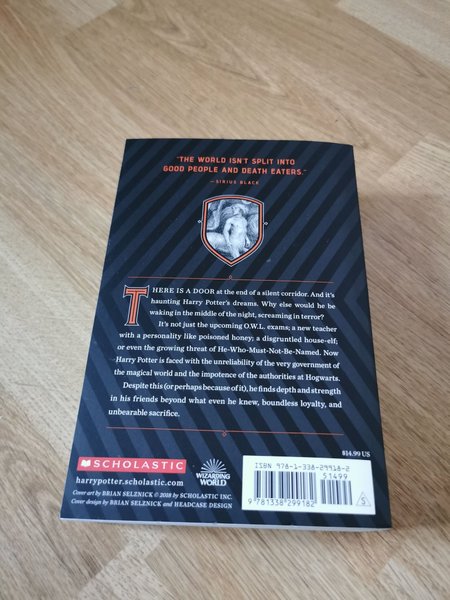 "THE WORLD ISN'T SPLIT INTO
GOOD PEOPLE AND DEATH EATERS."
—SIRIUS BLACK
THERE IS A DOOR at the end of a silent corridor. And it's
haunting Harry Potter's dreams. Why else would he be
waking in the middle of the night, screaming in terror?
It's not just the upcoming O.W.L. exams; a new teacher
with a personality like poisoned honey; a disgruntled house-elf;
or even the growing threat of He-Who-Must-Not-Be-Named. Now
Harry Potter is faced with the unreliability of the very government of
the magical world and the impotence of the authorities at Hogwarts.
Despite this (or perhaps because of it), he finds depth and strength
in his friends beyond what even he knew, boundless loyalty, and
unbearable sacrifice.
$14.99 US
SCHOLASTIC
harrypotter.scholastic.com
WIZARDING
WORLD
Cover art by BRIAN SELZNICK © 2018 by SCHOLASTIC INC.
Cover design by BRIAN SELZNICK and HEADCASE DESIGN
ISBN 978-1-338-29918-2
51499
9 781338 299182
S